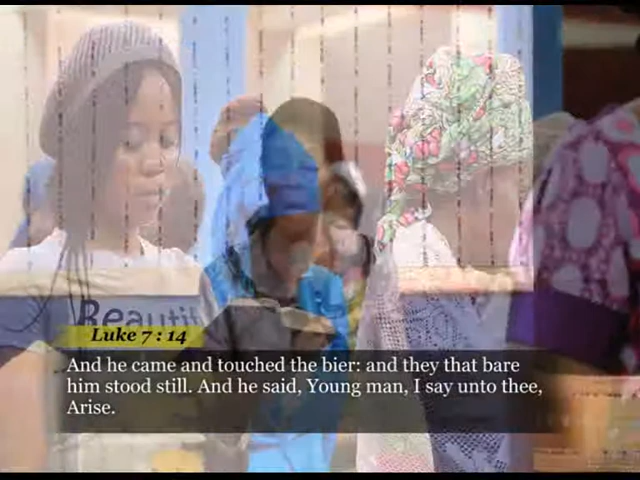 Beautif
Luke 7 : 14
And he came and touched the bier: and they that bare
him stood still. And he said, Young man, I say unto thee,
Arise.